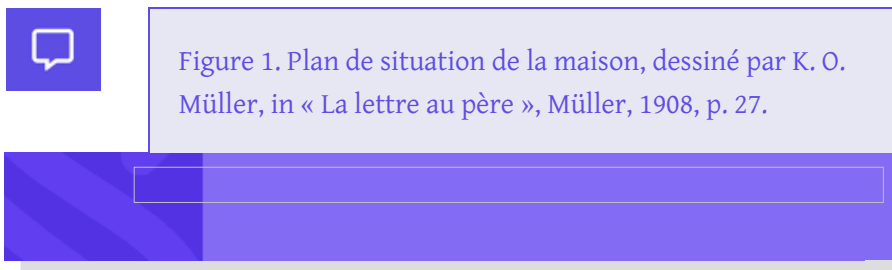 Figure 1. Plan de situation de la maison, dessiné par K. O.
Müller, in « La lettre au père », Müller, 1908, p. 27.